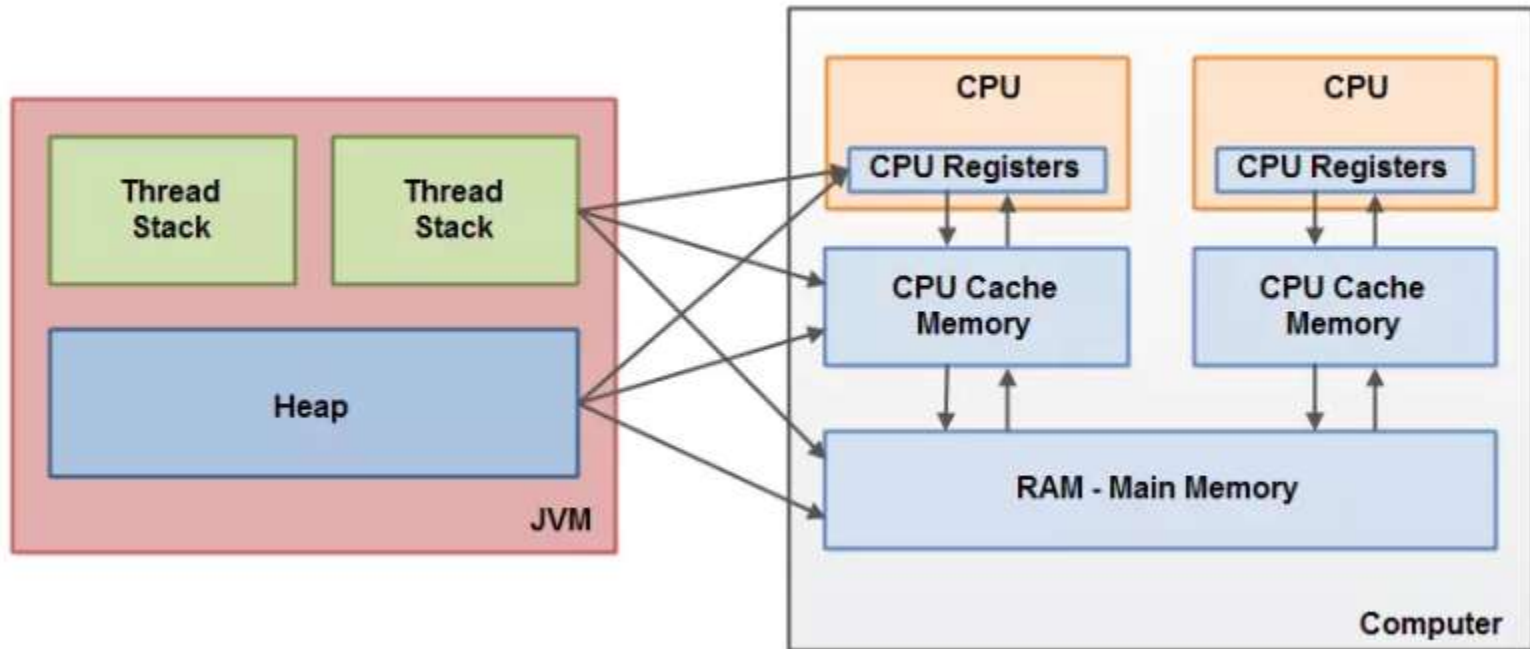 Thread
Stack
Thread
Stack
Heap
JVM
CPU
CPU Registers
CPU Cache
Memory
CPU
CPU Registers
CPU Cache
Memory
RAM - Main Memory
Computer